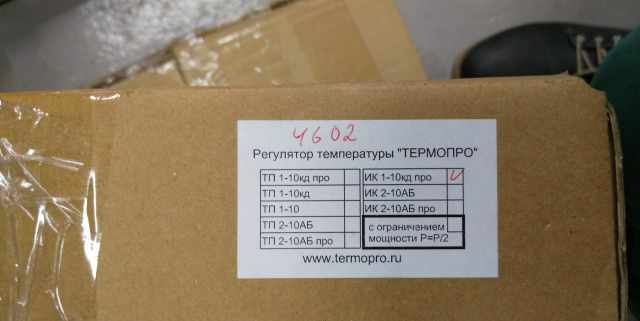 4602
Регулятор температуры "ТЕРМОПРО"
ТП 1-10кд про
ИК 1-10кд про
ТП 1-10кд
ИК 2-10АБ
ТП 1-10
ИК 2-10АБ про
ТП 2-10АБ
с ограничением
ТП 2-10АБ про
мощности Р=Р/2
www.termopro.ru